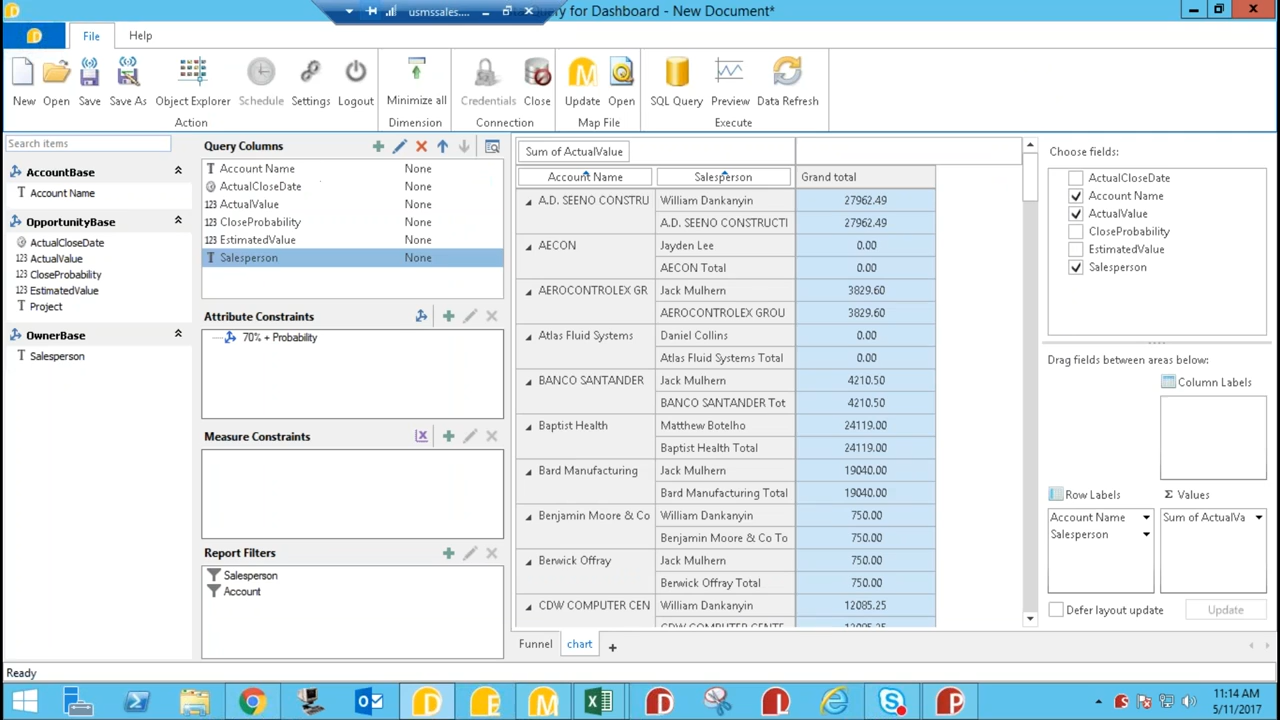 usmssales....
Query for Dashboard - New Document*
File
Help
New
Open
Save
Save As
Object Explorer
Schedule
Settings
Logout
Minimize all
Credentials
Close
Update
Open
SQL Query
Preview
Data Refresh
Action
Dimension
Connection
Map File
Execute
Search items
AccountBase
Account Name
OpportunityBase
ActualCloseDate
123 ActualValue
CloseProbability
123 EstimatedValue
Project
OwnerBase
Salesperson
Query Columns
Account Name None
ActualCloseDate None
123 ActualValue None
123 CloseProbability None
123 EstimatedValue None
Salesperson None
Attribute Constraints
70% + Probability
Measure Constraints
Report Filters
Salesperson
Account
Sum of ActualValue
Account Name Salesperson Grand total
A.D. SEENO CONSTRU William Dankanyin 27962.49
A.D. SEENO CONSTRUCTI 27962.49
AECON Jayden Lee 0.00
AECON Total 0.00
AEROCONTROLEX GR Jack Mulhern 3829.60
AEROCONTROLEX GROU 3829.60
Atlas Fluid Systems Daniel Collins 0.00
Atlas Fluid Systems Total 0.00
BANCO SANTANDER Jack Mulhern 4210.50
BANCO SANTANDER Tot 4210.50
Baptist Health Matthew Botelho 24119.00
Baptist Health Total 24119.00
Bard Manufacturing Jack Mulhern 19040.00
Bard Manufacturing Total 19040.00
Benjamin Moore & Co William Dankanyin 750.00
Benjamin Moore & Co To 750.00
Berwick Offray Jack Mulhern 750.00
Berwick Offray Total 750.00
CDW COMPUTER CEN William Dankanyin 12085.25
Funnel
chart
Choose fields:
ActualCloseDate
Account Name
ActualValue
CloseProbability
EstimatedValue
Salesperson
Drag fields between areas below:
Column Labels
Row Labels
Σ Values
Account Name
Salesperson
Sum of ActualVa
Defer layout update
Update
Ready
11:14 AM
5/11/2017